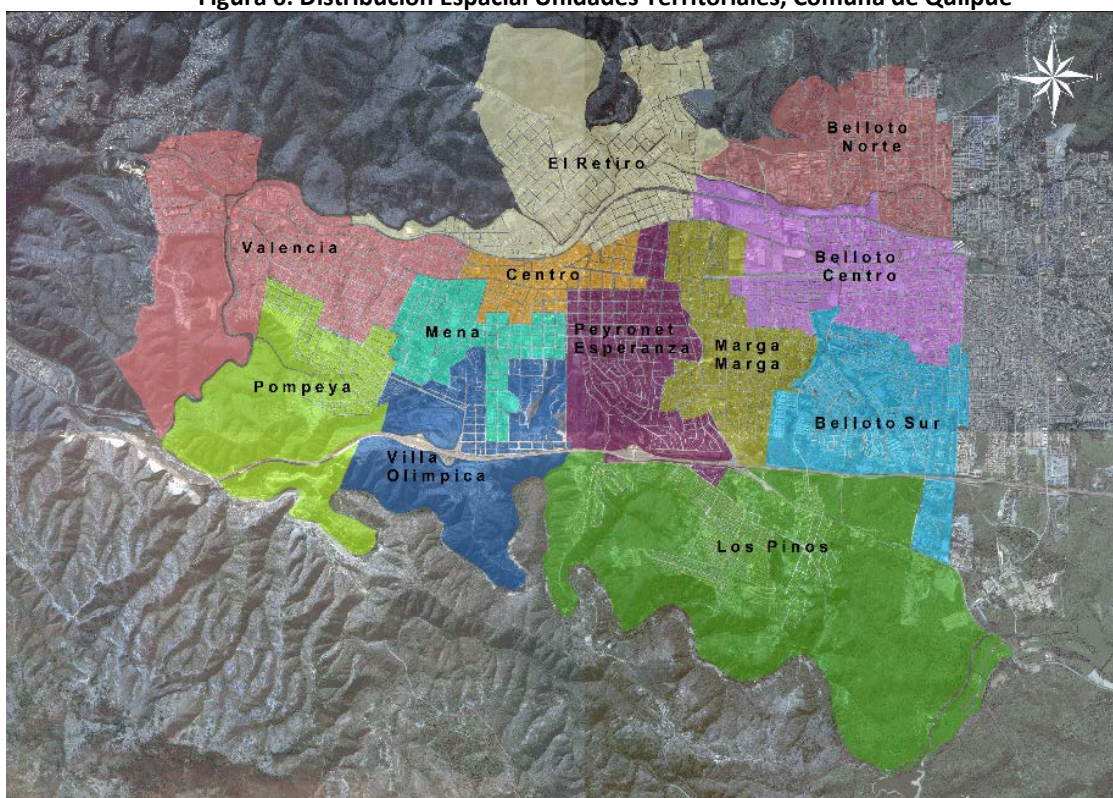 Figura 6. Distribución Espacial Unidades Territoriales, Comuna de Quilpué
N
Belloto
Norte
El Retiro
Valencia
Belloto
Centro
Centro
Mena
Peyronet
Esperanza
Marga
Marga
Pompeya
Belloto Sur
Villa
Olimpica
Los Pinos